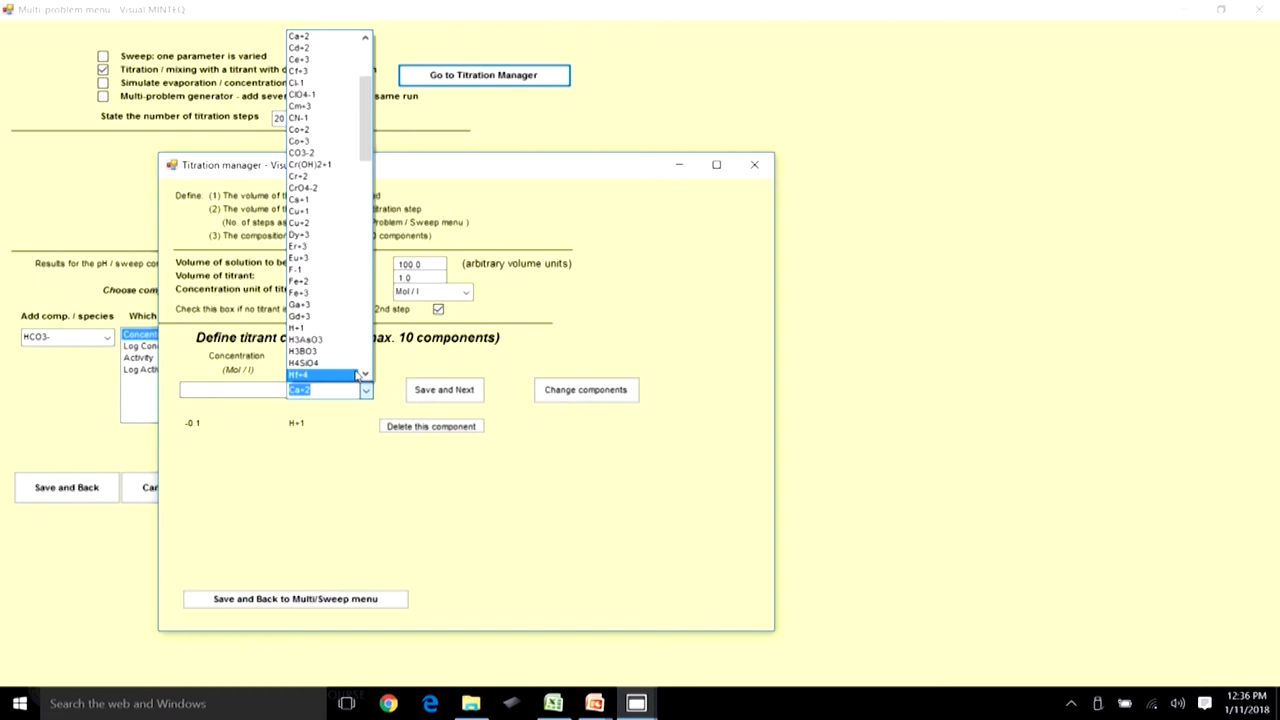 Multi-problem menu - Visual MINTEQ
Sweep: one parameter is varied
Titration / mixing with a titrant with
Go to Titration Manager
Simulate evaporation / concentration
Multi-problem generator - add same run
State the number of titration steps 20
Ca+2
Cd+2
Ce+3
Cf+3
Cl-1
ClO4-1
Cm+3
CN-1
Co+2
Co+3
CO3-2
Cr(OH)2+1
Cr+2
CrO4-2
Cs+1
Cu+1
Cu+2
Dy+3
Er+3
Eu+3
F-1
Fe+2
Fe+3
Ga+3
Gd+3
H+1
H3AsO3
H3BO3
H4SiO4
Hf+4
Ca+2
Titration manager -
Define: (1) The volume of
(2) The volume of titration step
(No. of steps as Problem / Sweep menu )
(3) The components)
Volume of solution to be 100.0 (arbitrary volume units)
Volume of titrant: 1.0
Concentration unit of Mol / l
Check this box if no titrant 2nd step
Define titrant max. 10 components)
Concentration
(Mol / l)
Save and Next
Change components
-0.1 H+1 Delete this component
Save and Back to Multi/Sweep menu
Results for the pH / sweep
Choose
Add comp. / species Which
HCO3-
Log
Activity
Log
Save and Back
Search the web and Windows
12:36 PM
1/11/2018